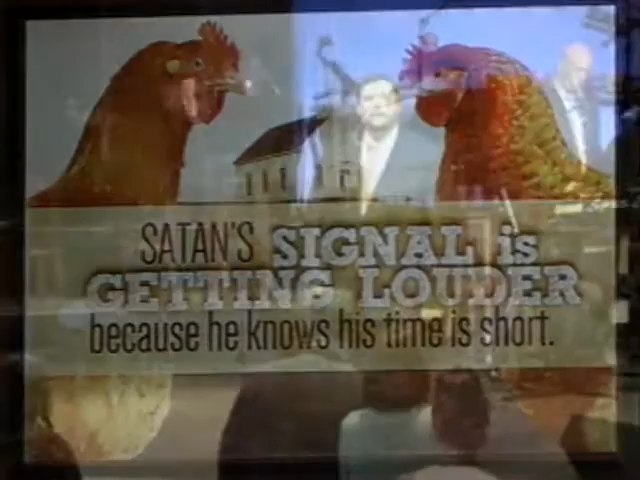 SATAN'S SIGNAL is
GETTING LOUDER
because he knows his time is short.